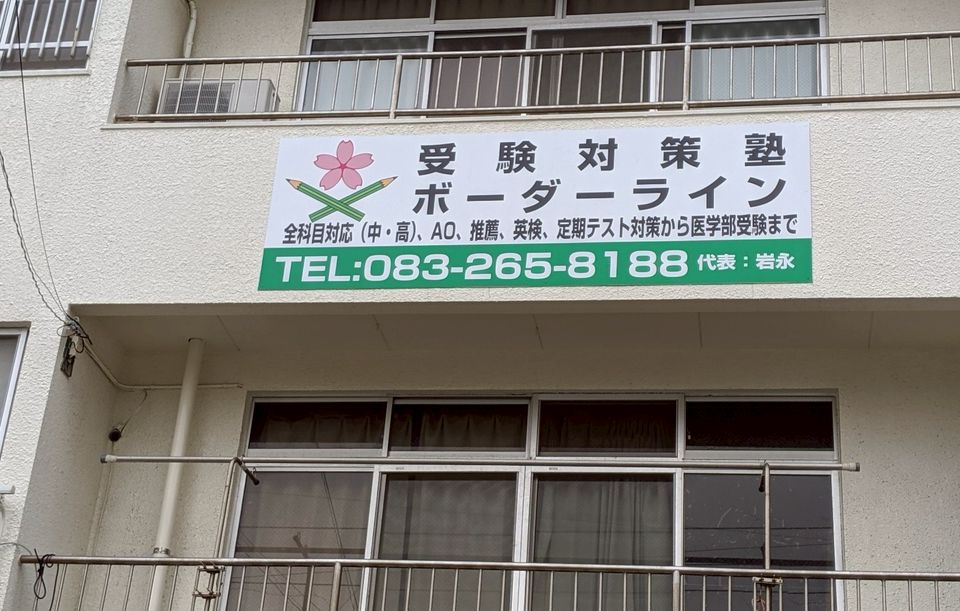 受験対策塾
ボーダーライン
全科目対応（中・高）、AO、推薦、英検、定期テスト対策から医学部受験まで
TEL:083-265-8188 代表：岩永